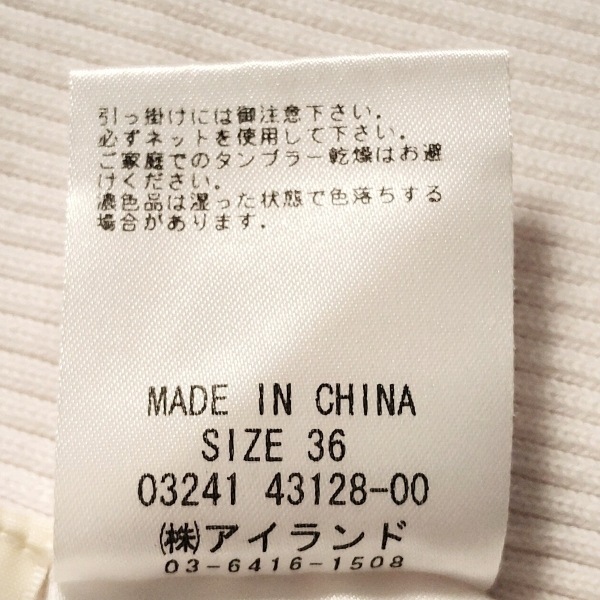 引っ掛けには御注意下さい.
必ずネットを使用して下さい.
ご家庭でのタンブラー乾燥はお避
けください.
濃色品は湿った状態で色落ちする
場合があります.
MADE IN CHINA
SIZE 36
03241 43128-00
㈱アイランド
03-6416-1508